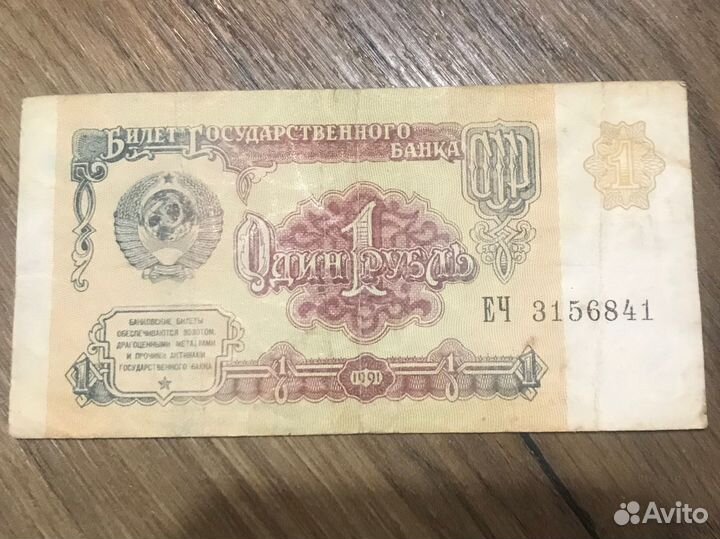 БИЛЕТ ГОСУДАРСТВЕННОГО
БАНКА
СССР
1
ОДИН 1 РУБЛЬ
ЕЧ 3156841
БАНКОВСКИЕ БИЛЕТЫ
ОБЕСПЕЧИВАЮТСЯ ЗОЛОТОМ,
ДРАГОЦЕННЫМИ МЕТАЛЛАМИ
И ПРОЧИМИ АКТИВАМИ
ГОСУДАРСТВЕННОГО БАНКА
1 1 1991 1 1
Avito